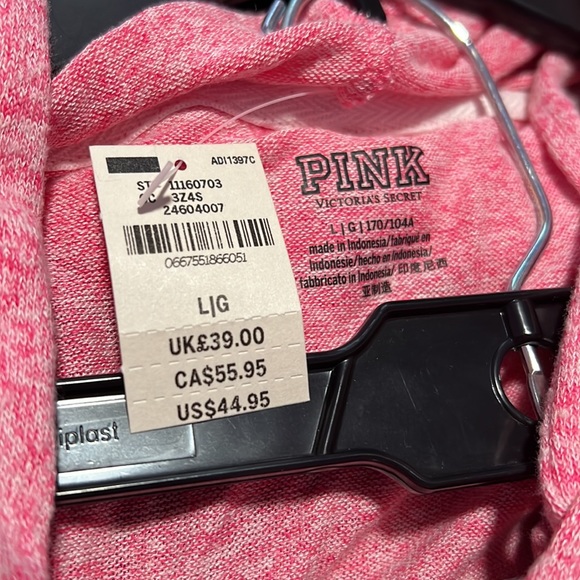 ADI1397C
11160703
3Z4S
24604007
0667551866051
L|G
UK£39.00
CA$55.95
US$44.95
PINK
VICTORIA'S SECRET
L | G | 170/104A
made in Indonesia/fabriqué en
Indonésie/hecho en Indonesia/
fabbricato in Indonesia/ 印度尼西
亚制造
iplast